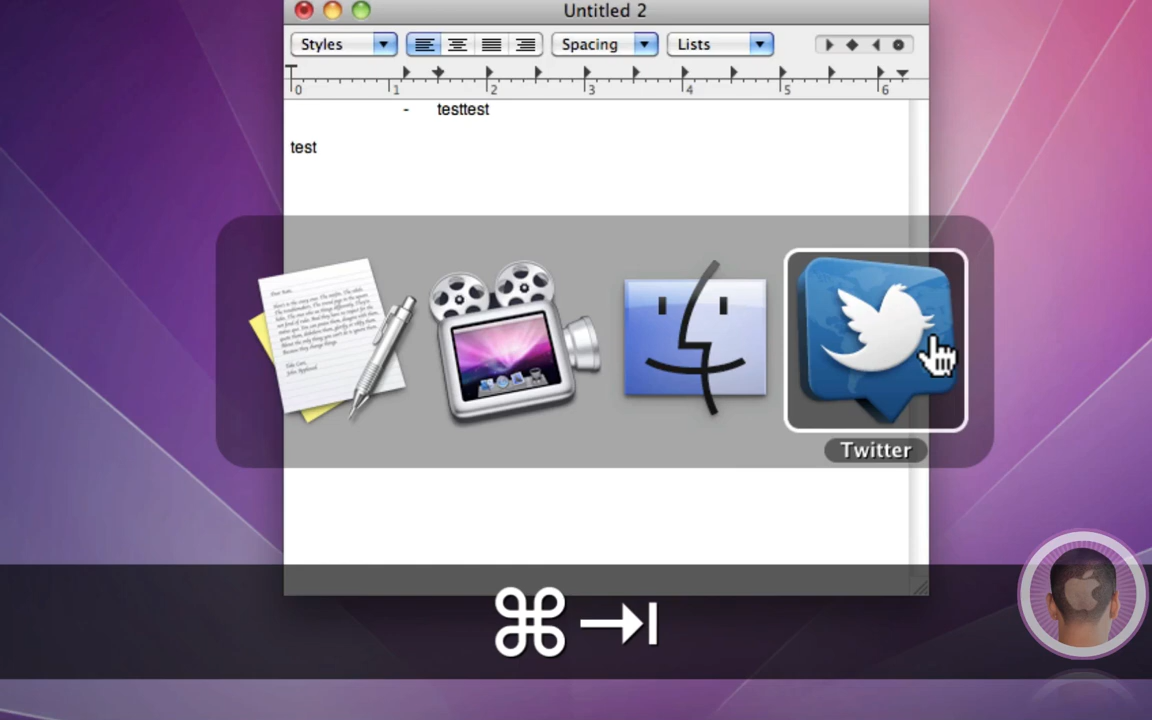 Untitled 2
Styles Spacing Lists
0 1 2 3 4 5 6
- testtest
test
Twitter
⌘⇥